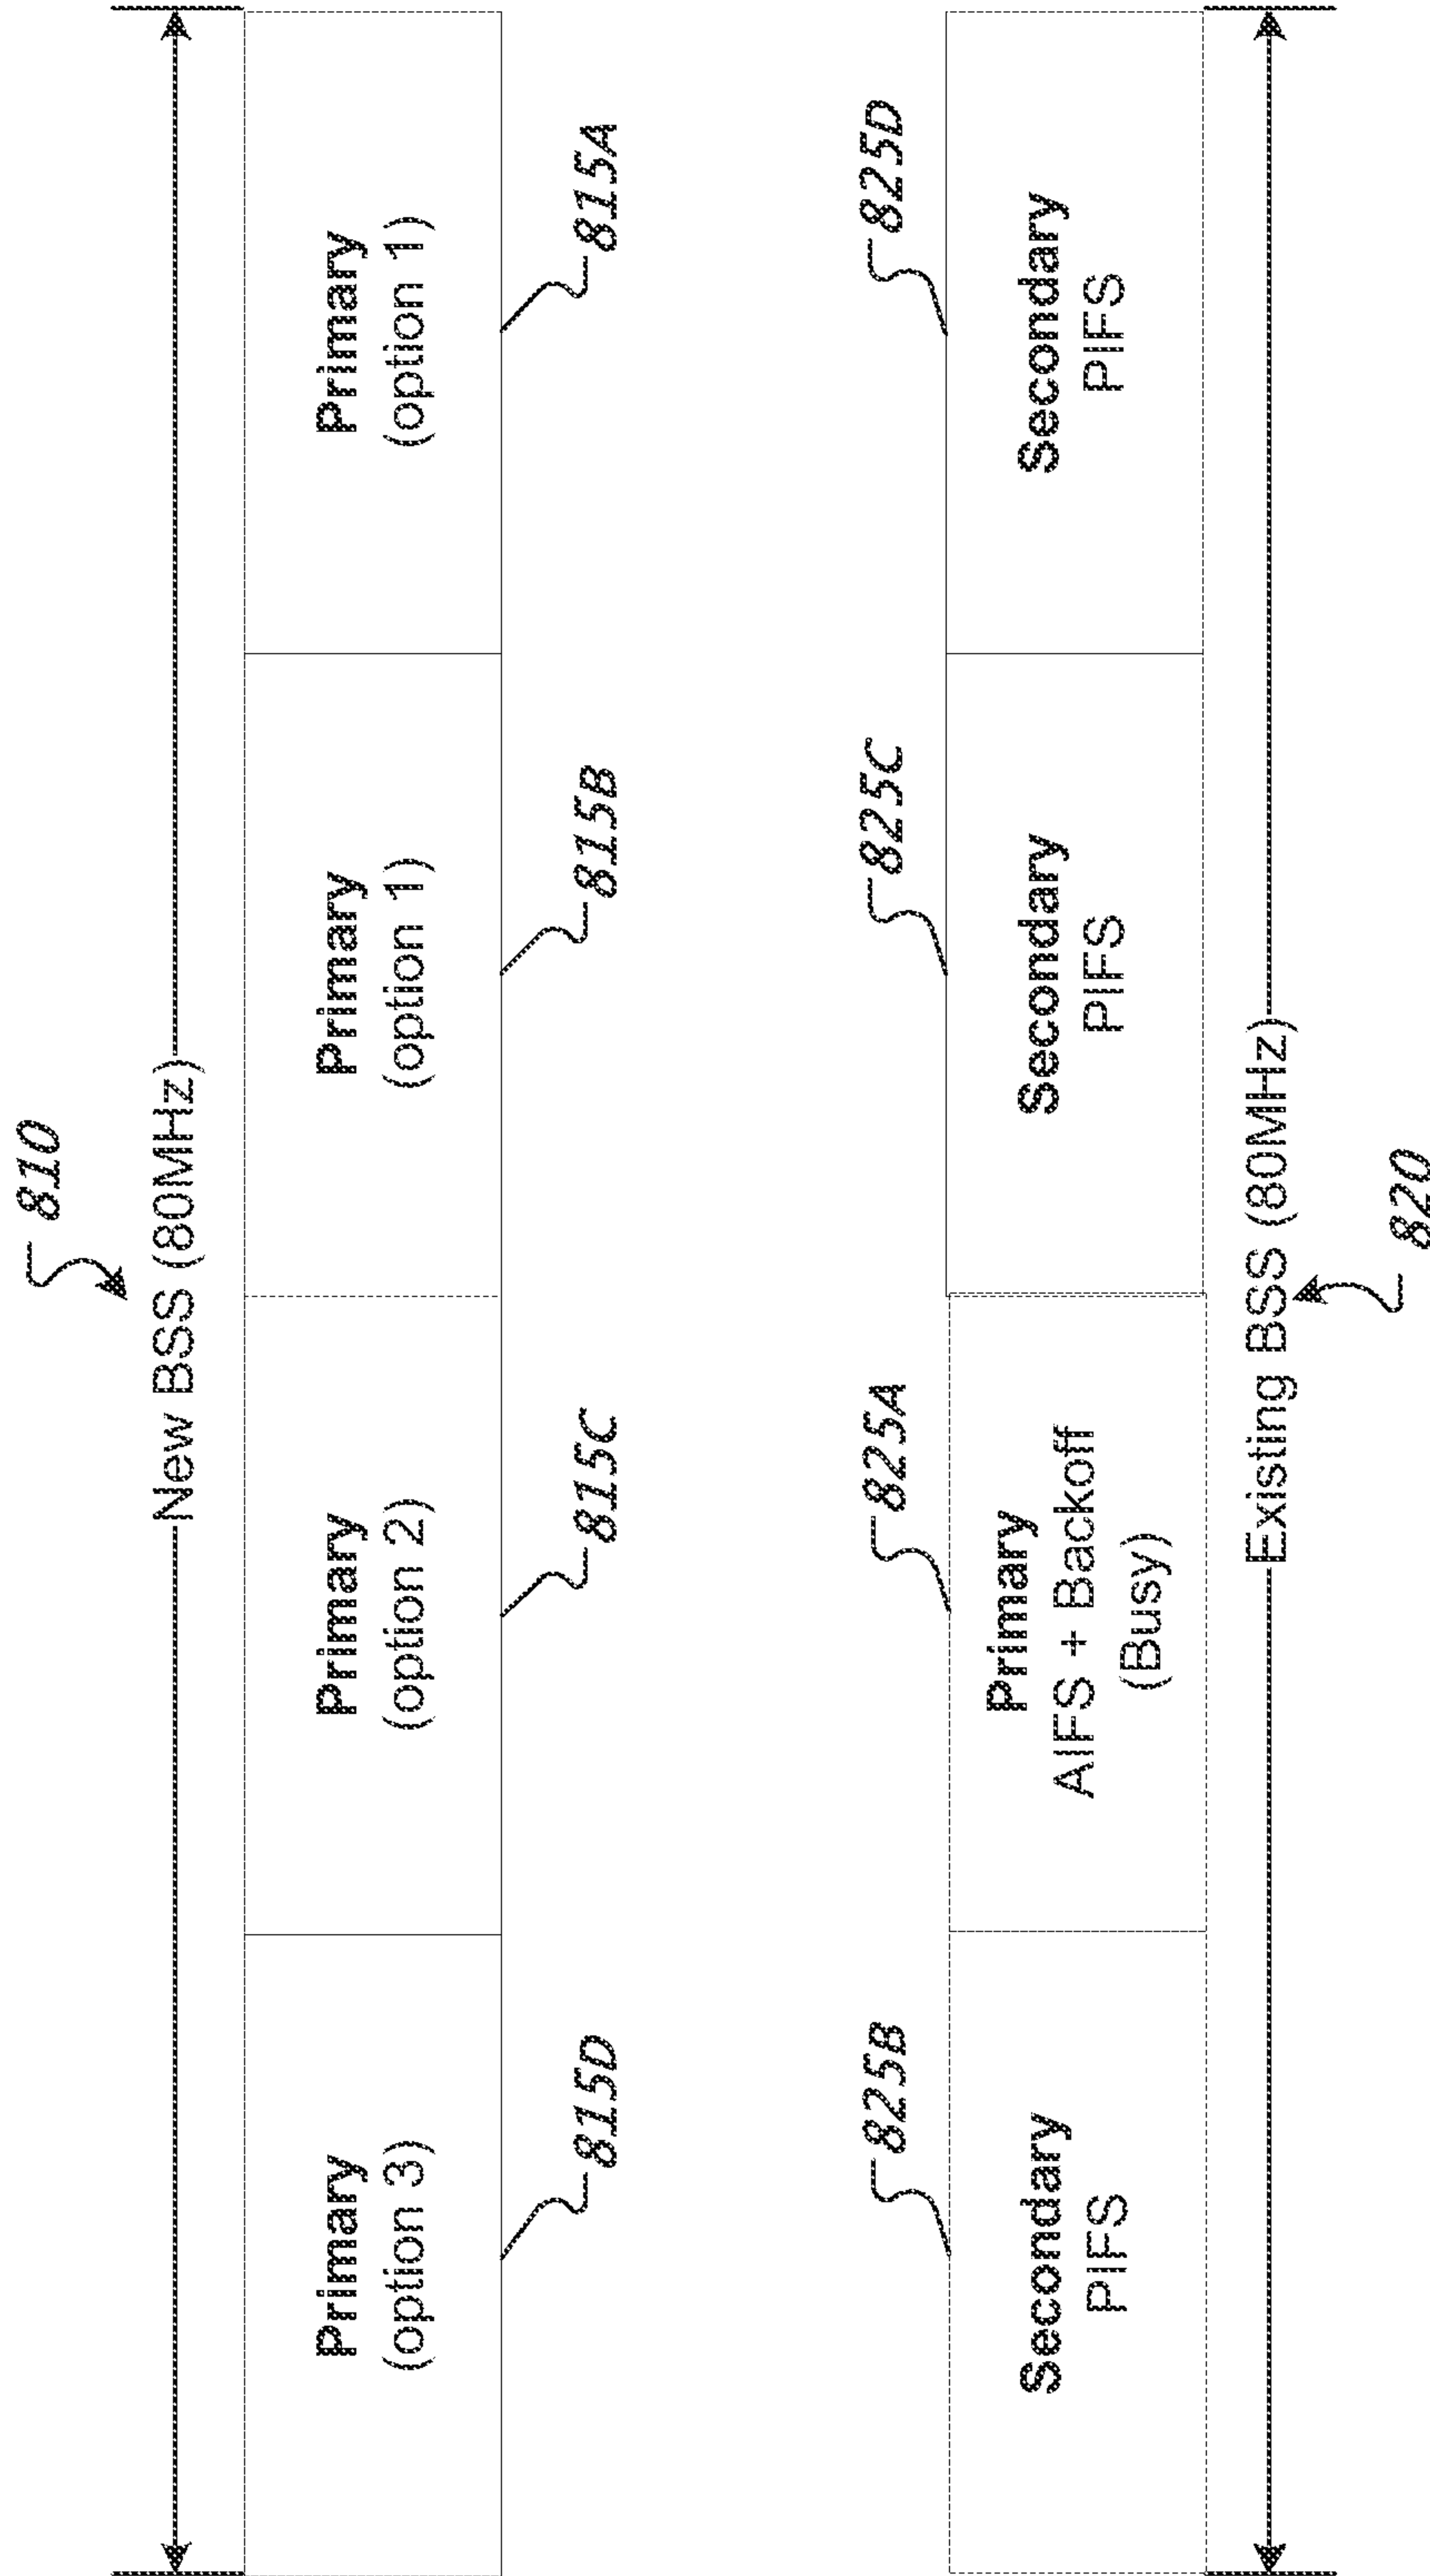 810
New BSS (80MHz)
Primary
(option 3)
Primary
(option 2)
Primary
(option 1)
Primary
(option 1)
815D
815C
815B
815A
825B
825A
825C
825D
Secondary
PIFS
Primary
AIFS + Backoff
(Busy)
Secondary
PIFS
Secondary
PIFS
Existing BSS (80MHz)
820